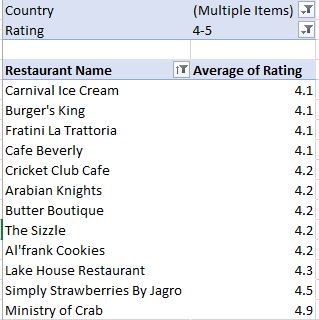 Country (Multiple Items)
Rating 4-5
Restaurant Name Average of Rating
Carnival Ice Cream 4.1
Burger's King 4.1
Fratini La Trattoria 4.1
Cafe Beverly 4.1
Cricket Club Cafe 4.2
Arabian Knights 4.2
Butter Boutique 4.2
The Sizzle 4.2
Al'frank Cookies 4.2
Lake House Restaurant 4.3
Simply Strawberries By Jagro 4.5
Ministry of Crab 4.9